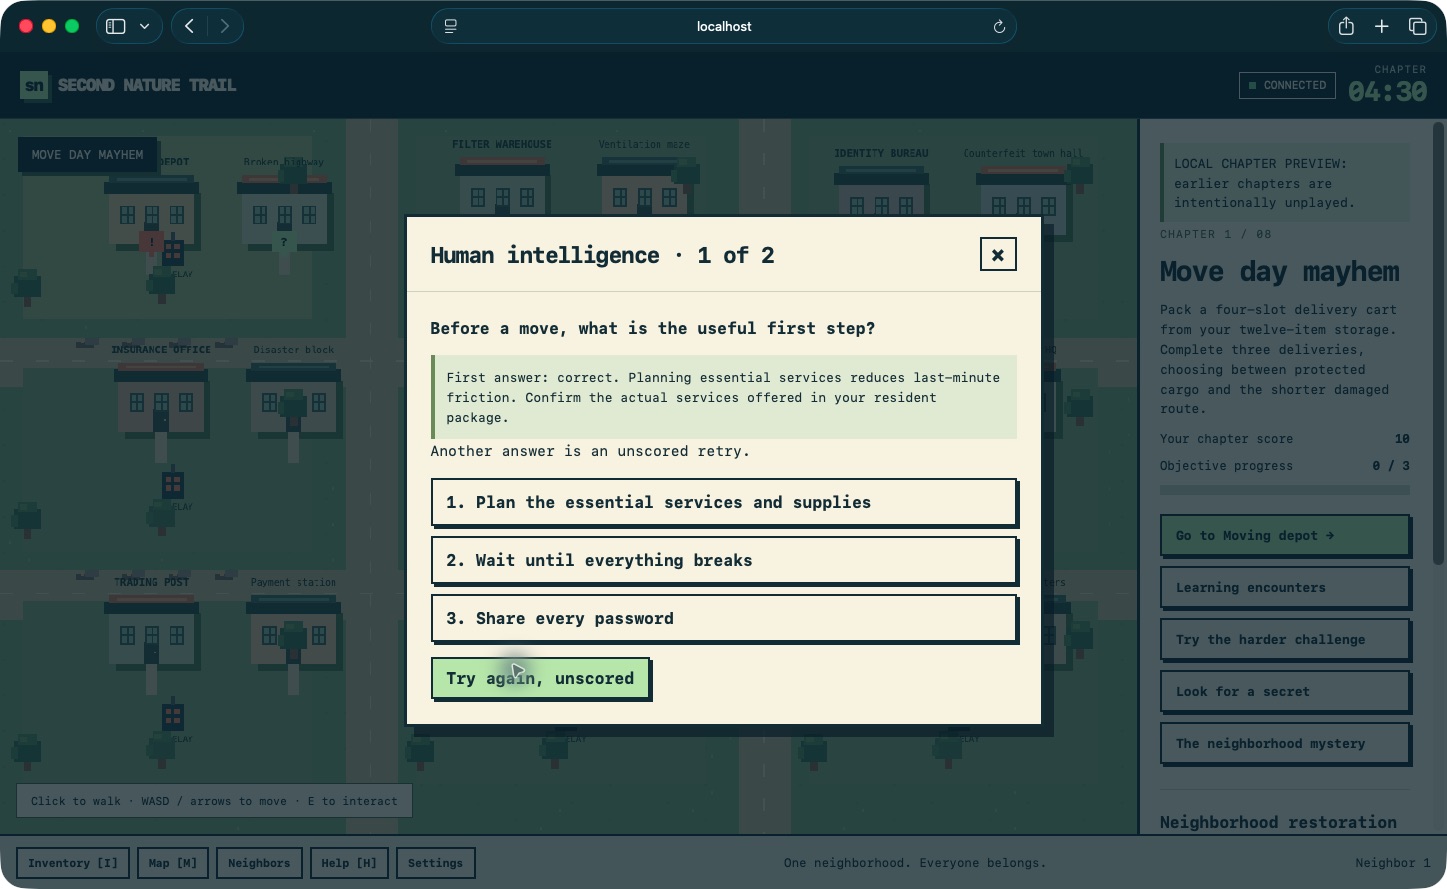 localhost
sn SECOND NATURE TRAIL
CONNECTED
CHAPTER
04:30
MOVE DAY MAYHEM
DEPOT
Broken highway
FILTER WAREHOUSE
Ventilation maze
IDENTITY BUREAU
Counterfeit town hall
!
?
INSURANCE OFFICE
Disaster block
TRADING POST
Payment station
Click to walk · WASD / arrows to move · E to interact
Human intelligence · 1 of 2
×
Before a move, what is the useful first step?
First answer: correct. Planning essential services reduces last-minute
friction. Confirm the actual services offered in your resident
package.
Another answer is an unscored retry.
1. Plan the essential services and supplies
2. Wait until everything breaks
3. Share every password
Try again, unscored
LOCAL CHAPTER PREVIEW:
earlier chapters are
intentionally unplayed.
CHAPTER 1 / 08
Move day mayhem
Pack a four-slot delivery cart
from your twelve-item storage.
Complete three deliveries,
choosing between protected
cargo and the shorter damaged
route.
Your chapter score 10
Objective progress 0 / 3
Go to Moving depot →
Learning encounters
Try the harder challenge
Look for a secret
The neighborhood mystery
Neighborhood restoration
Inventory [I]
Map [M]
Neighbors
Help [H]
Settings
One neighborhood. Everyone belongs.
Neighbor 1